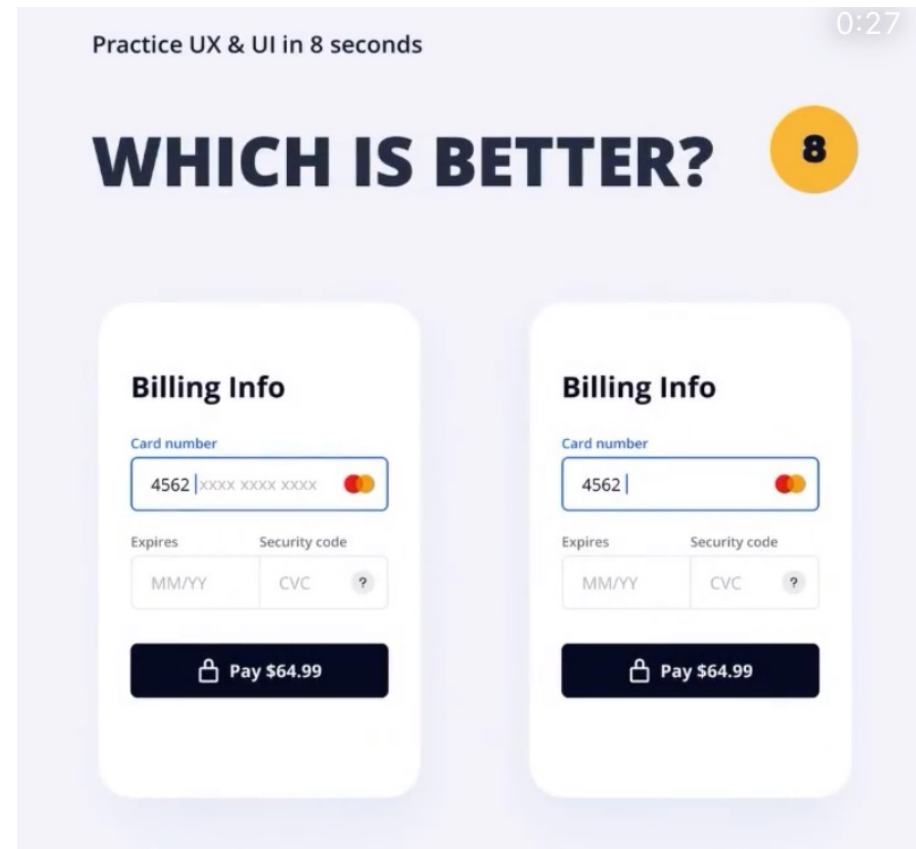 0:27
Practice UX & UI in 8 seconds
WHICH IS BETTER?
8
Billing Info
Card number
4562 xxxx xxxx xxxx
Expires Security code
MM/YY CVC ?
Pay $64.99
Billing Info
Card number
4562
Expires Security code
MM/YY CVC ?
Pay $64.99